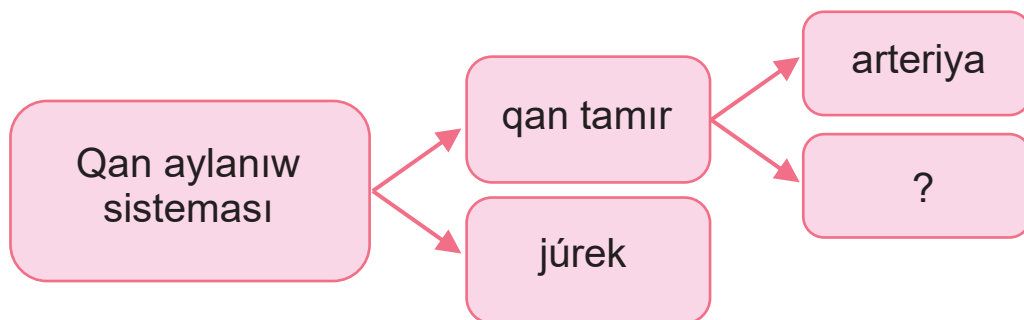 Qan aylanıw
sisteması
qan tamır
júrek
arteriya
?